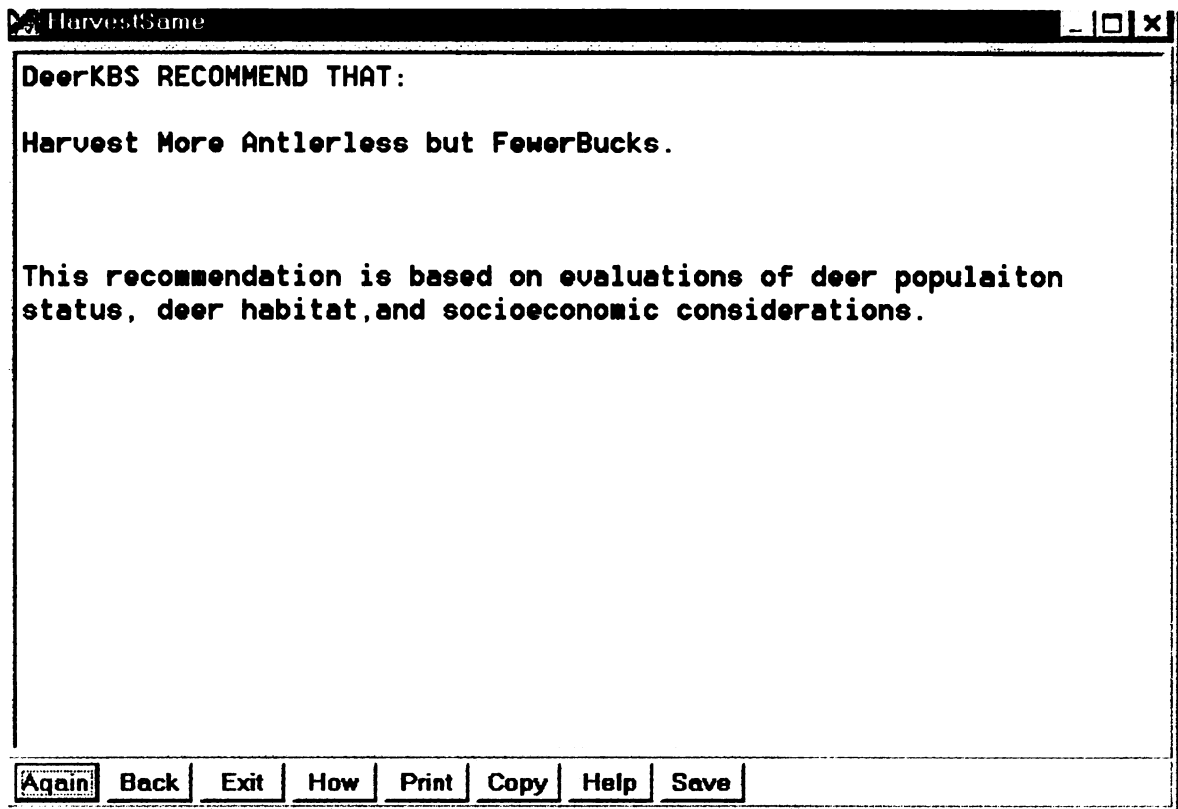 HarvestSame
DeerKBS RECOMMEND THAT:
Harvest More Antlerless but FewerBucks.
This recommendation is based on evaluations of deer populaiton
status, deer habitat,and socioeconomic considerations.
Again Back Exit How Print Copy Help Save